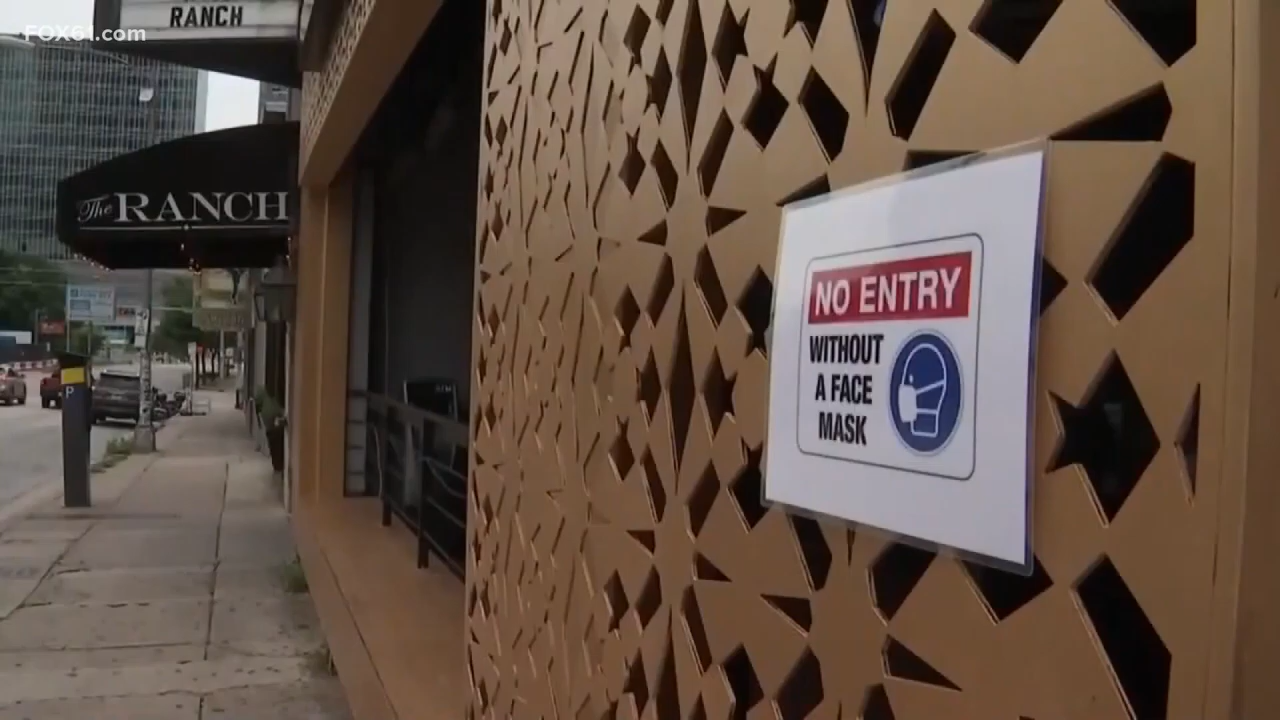 FOX61.com
RANCH
The RANCH
P
NO ENTRY
WITHOUT
A FACE
MASK